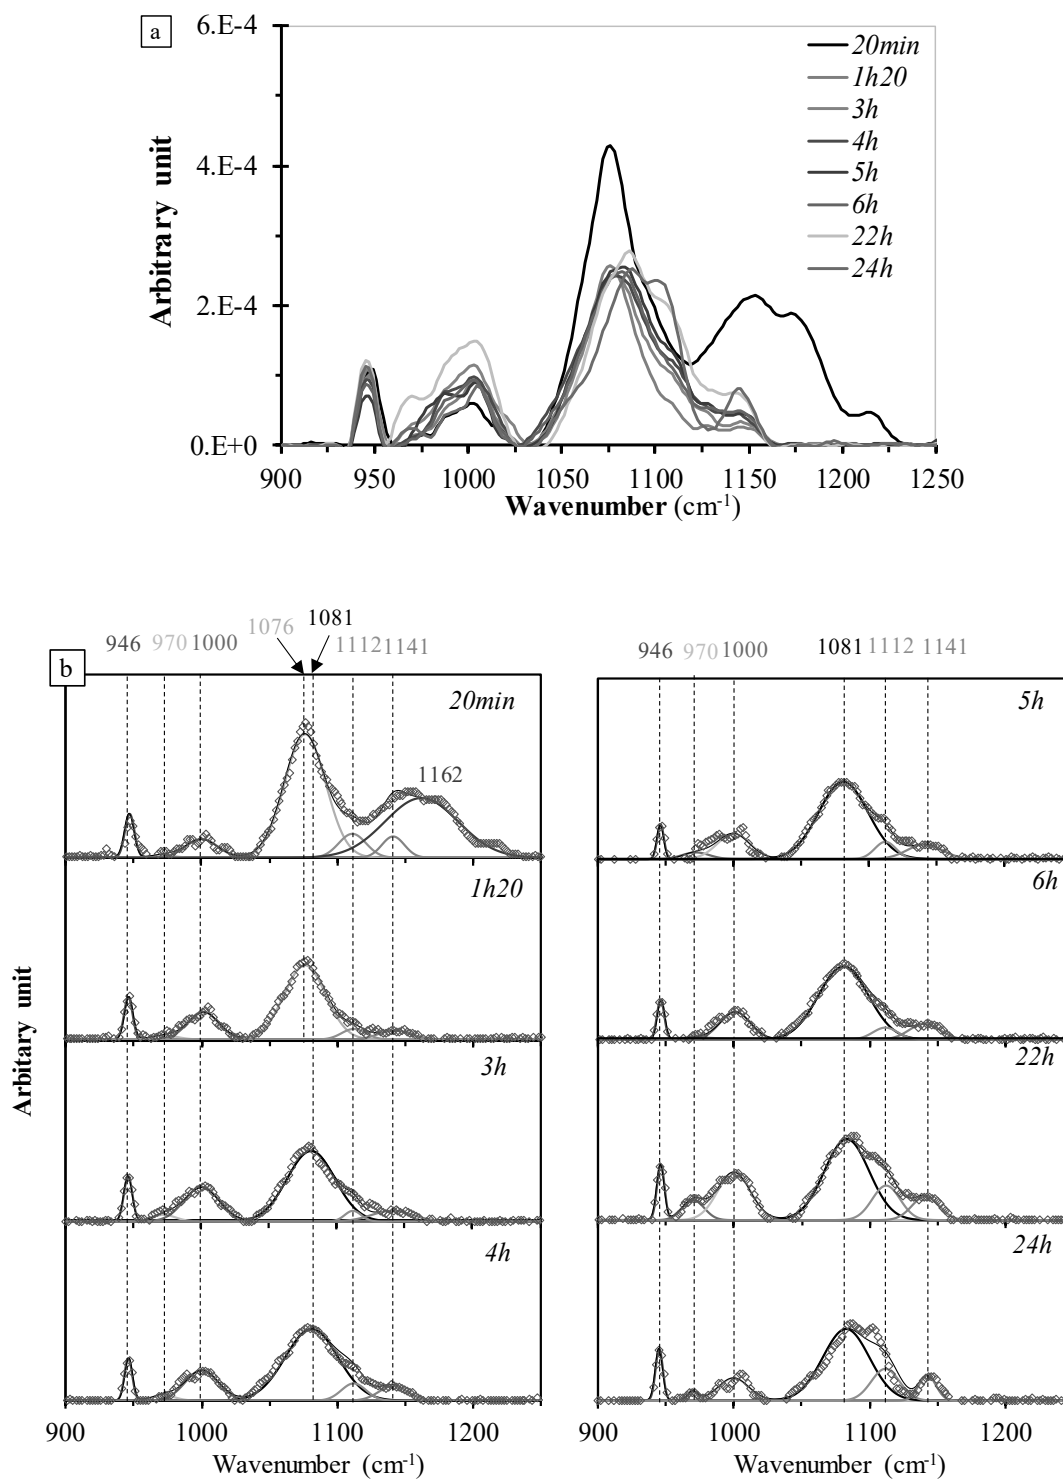 a
6.E-4
4.E-4
2.E-4
0.E+0
Arbitrary unit
20min
1h20
3h
4h
5h
6h
22h
24h
900 950 1000 1050 1100 1150 1200 1250
Wavenumber (cm-1)
b
946 970 1000 1076 1081 1112 1141
946 970 1000 1081 1112 1141
20min
1162
1h20
3h
4h
5h
6h
22h
24h
Arbitary unit
900 1000 1100 1200
900 1000 1100 1200
Wavenumber (cm-1)
Wavenumber (cm-1)